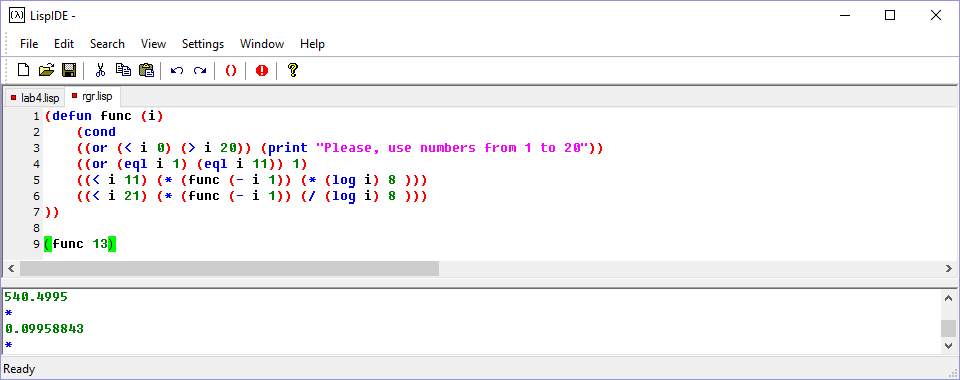 (λ) LispIDE -
File Edit Search View Settings Window Help
() ?
lab4.lisp rgr.lisp
1 (defun func (i)
2     (cond
3     ((or (< i 0) (> i 20)) (print "Please, use numbers from 1 to 20"))
4     ((or (eql i 1) (eql i 11)) 1)
5     ((< i 11) (* (func (- i 1)) (* (log i) 8 )))
6     ((< i 21) (* (func (- i 1)) (/ (log i) 8 )))
7 ))
8
9 (func 13)
540.4995
*
0.09958843
*
Ready